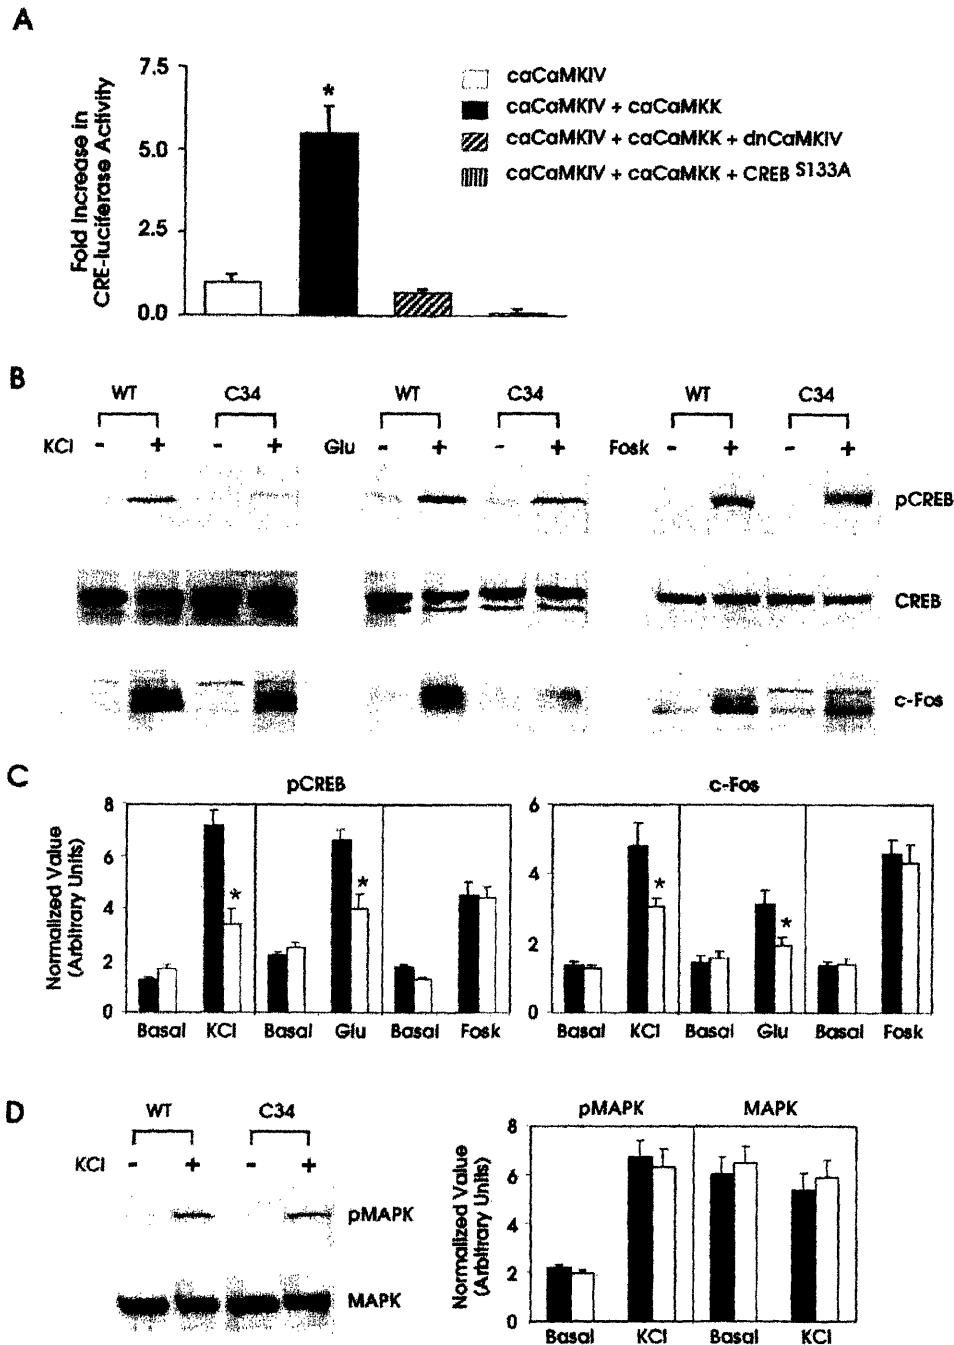 A
7.5
5.0
2.5
0.0
Fold Increase in
CRE-luciferase Activity
*
caCaMKIV
caCaMKIV + caCaMKK
caCaMKIV + caCaMKK + dnCaMKIV
caCaMKIV + caCaMKK + CREB S133A
B
WT C34 WT C34 WT C34
KCl - + - + Glu - + - + Fosk - + - +
pCREB
CREB
c-Fos
C
pCREB
Normalized Value
(Arbitrary Units)
8
6
4
2
0
* *
Basal KCl Basal Glu Basal Fosk
c-Fos
6
4
2
0
* *
Basal KCl Basal Glu Basal Fosk
D
WT C34
KCl - + - +
pMAPK
MAPK
pMAPK MAPK
Normalized Value
(Arbitrary Units)
8
6
4
2
0
Basal KCl Basal KCl